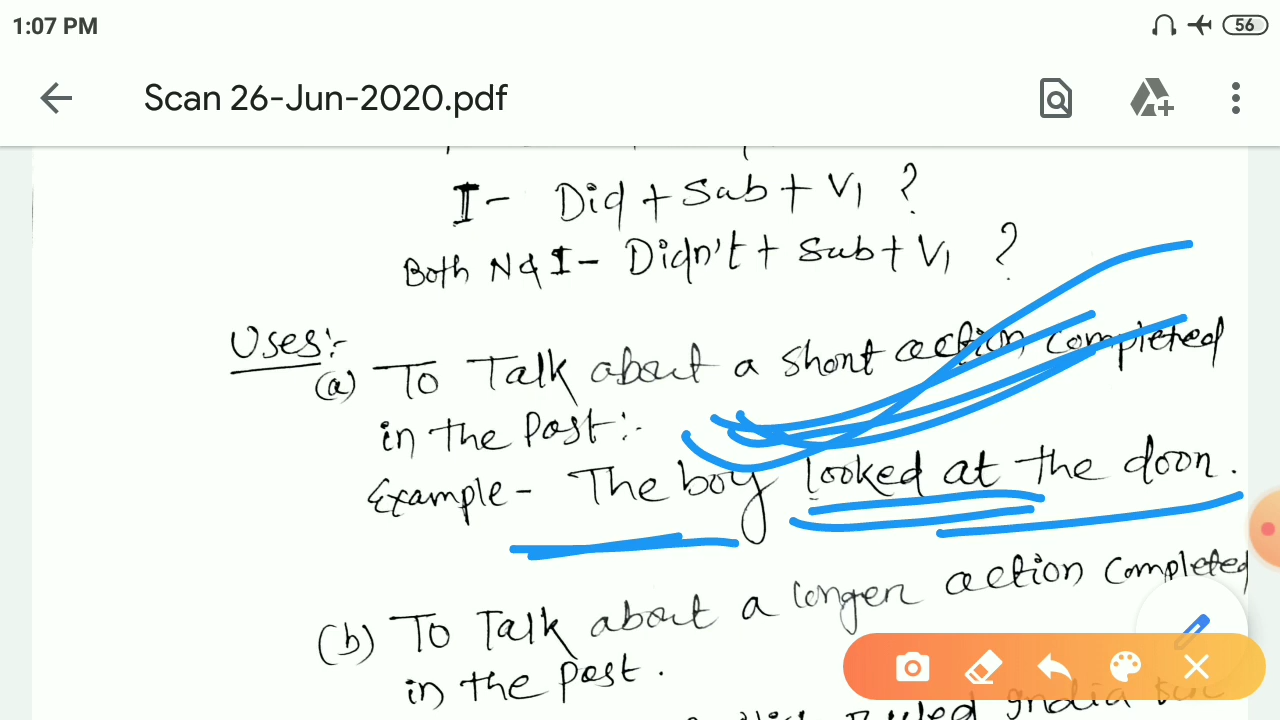 1:07 PM
56
Scan 26-Jun-2020.pdf
I- Did + Sub + V1 ?
Both N & I - Didn't + Sub + V1 ?
Uses:-
(a) To Talk about a short action completed
in the Past:-
Example - The boy looked at the door.
(b) To Talk about a longer action completed
in the past.
ruled India